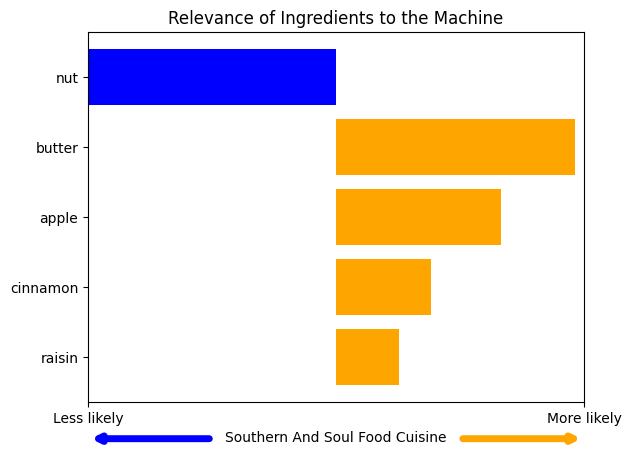 Relevance of Ingredients to the Machine
nut
butter
apple
cinnamon
raisin
Less likely
More likely
Southern And Soul Food Cuisine